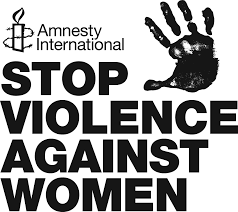 Amnesty
International
STOP
VIOLENCE
AGAINST
WOMEN